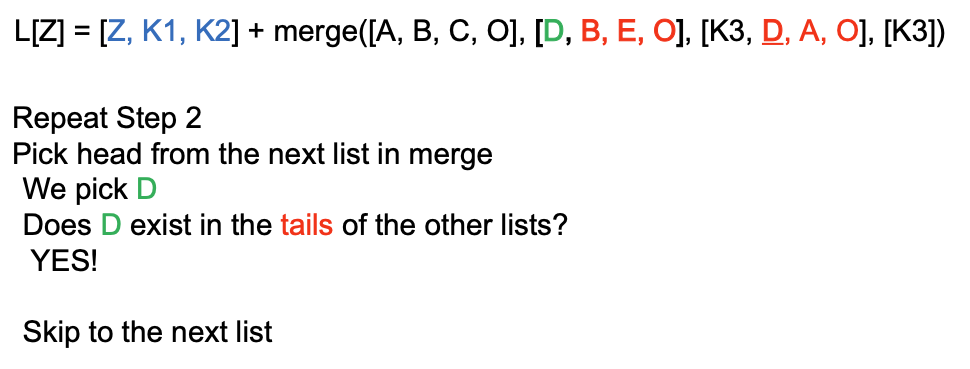 L[Z] = [Z, K1, K2] + merge([A, B, C, O], [D, B, E, O], [K3, D, A, O], [K3])
Repeat Step 2
Pick head from the next list in merge
We pick D
Does D exist in the tails of the other lists?
YES!
Skip to the next list